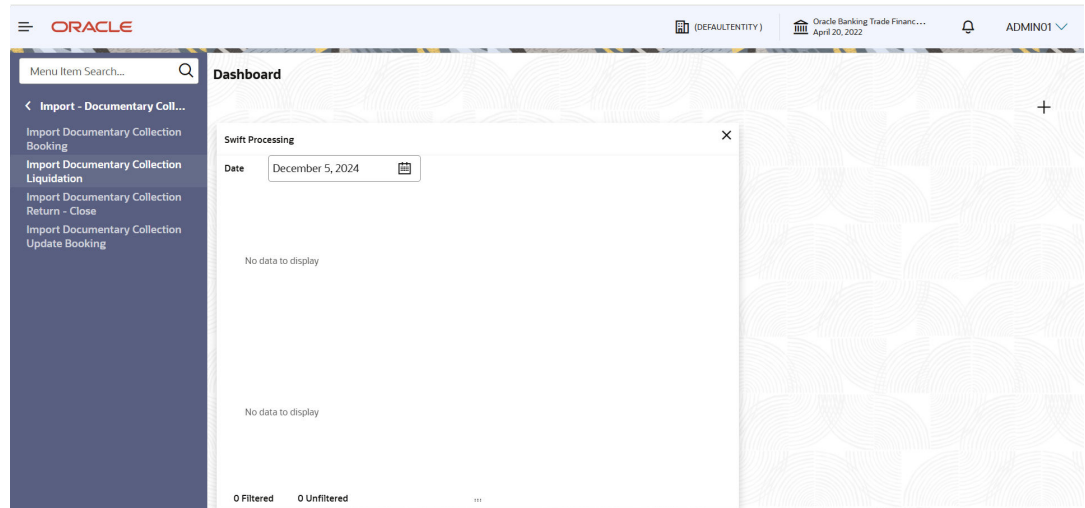 ORACLE
(DEFAULTENTITY )
Oracle Banking Trade Financ...
April 20, 2022
ADMIN01
Menu Item Search...
Dashboard
Import - Documentary Coll...
Import Documentary Collection
Booking
Import Documentary Collection
Liquidation
Import Documentary Collection
Return - Close
Import Documentary Collection
Update Booking
Swift Processing
Date
December 5, 2024
No data to display
No data to display
0 Filtered 0 Unfiltered